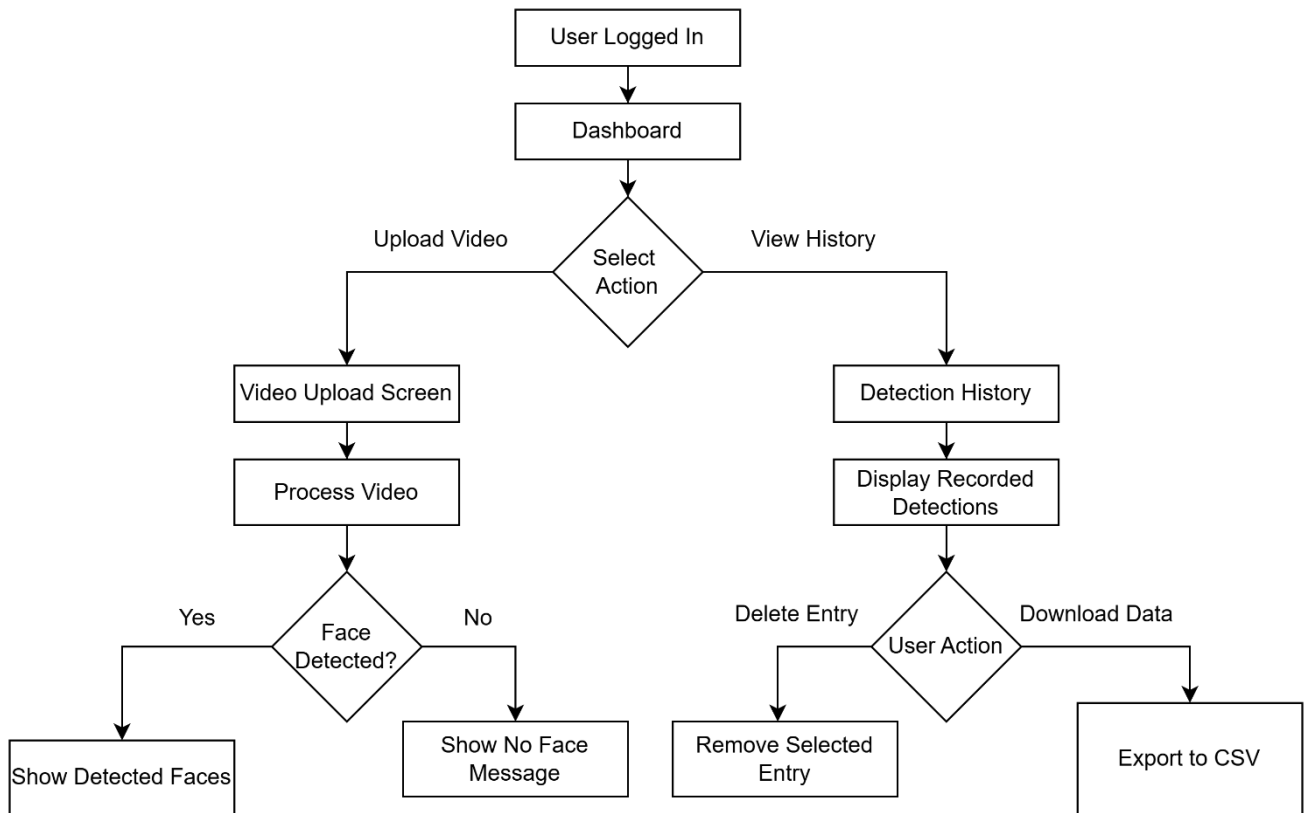 User Logged In
Dashboard
Upload Video
View History
Select
Action
Video Upload Screen
Detection History
Process Video
Display Recorded
Detections
Yes
No
Face
Detected?
Delete Entry
Download Data
User Action
Show Detected Faces
Show No Face
Message
Remove Selected
Entry
Export to CSV